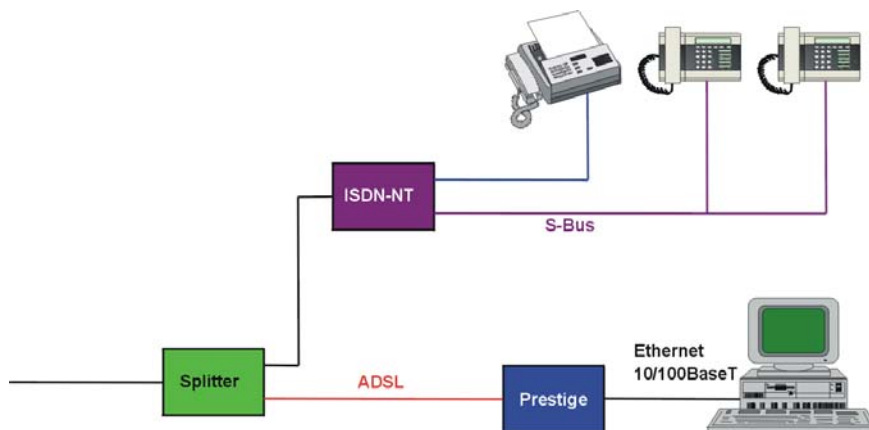 ISDN-NT
S-Bus
Splitter
ADSL
Prestige
Ethernet
10/100BaseT